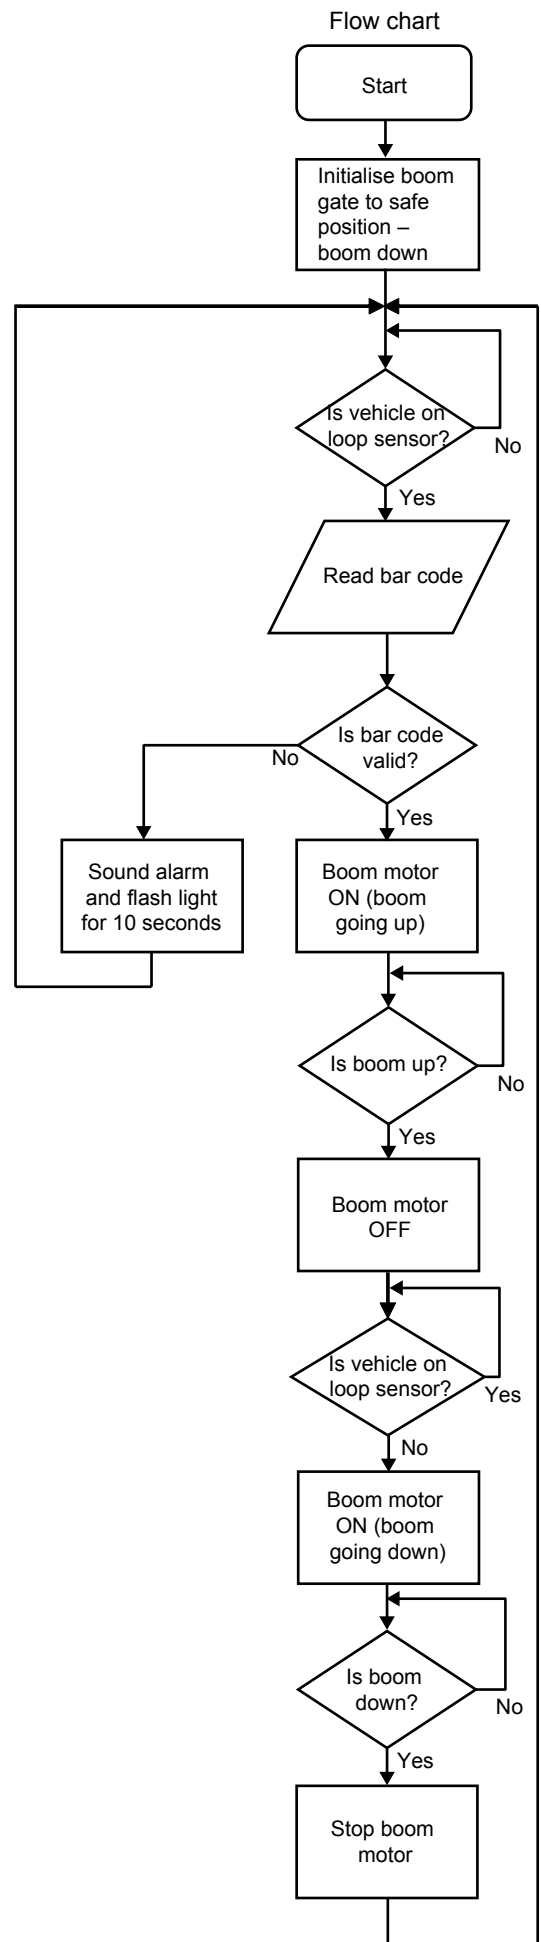 Flow chart
Start
Initialise boom
gate to safe
position –
boom down
Is vehicle on
loop sensor?
No
Yes
Read bar code
Is bar code
valid?
No
Yes
Sound alarm
and flash light
for 10 seconds
Boom motor
ON (boom
going up)
Is boom up?
No
Yes
Boom motor
OFF
Is vehicle on
loop sensor?
Yes
No
Boom motor
ON (boom
going down)
Is boom
down?
No
Yes
Stop boom
motor